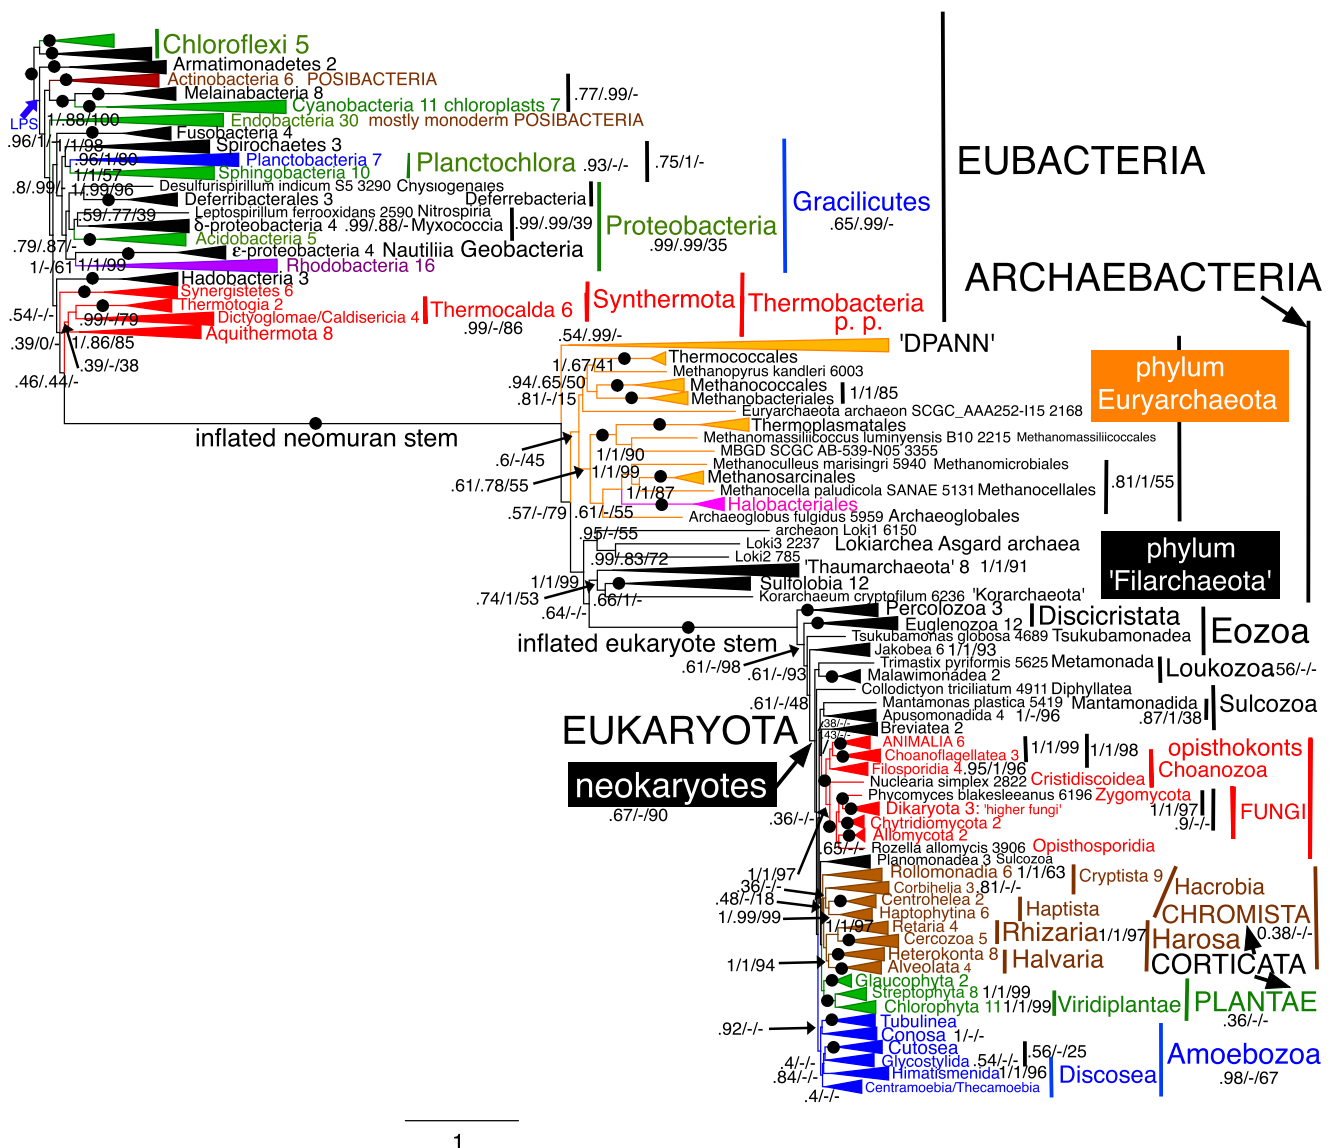 Chloroflexi 5
Armatimonadetes 2
Actinobacteria 6 POSIBACTERIA
Melainabacteria 8
.77/.99/-
Cyanobacteria 11 chloroplasts 7
LPS
1/.88/100
Endobacteria 30 mostly monoderm POSIBACTERIA
Fusobacteria 4
.96/1/-
1/1/98
Spirochaetes 3
EUBACTERIA
.96/1/80
Planctobacteria 7
Planctochlora .93/-/-
.75/1/-
1/1/57
Sphingobacteria 10
.8/.99/-
1/.99/96
Desulfurispirillum indicum S5 3290 Chysiogenales
Deferribacterales 3
Deferrebacteria
Gracilicutes
.65/.99/-
.59/.77/39
Leptospirillum ferrooxidans 2590 Nitrospiria
δ-proteobacteria 4 .99/.88/- Myxococcia
.99/.99/39
Proteobacteria
.99/.99/35
Acidobacteria 5
.79/.87/-
ε-proteobacteria 4 Nautiliia Geobacteria
1/-/61
1/1/99
Rhodobacteria 16
Hadobacteria 3
ARCHAEBACTERIA
Synergistetes 6
Thermotogia 2
Thermocalda 6
.99/-/86
Synthermota
Thermobacteria
p. p.
.54/-/-
.99/-/79
Dictyoglomae/Caldisericia 4
Aquithermota 8
.39/0/-
1/.86/85
.39/-/38
.46/.44/-
.54/.99/-
'DPANN'
1/.67/41
Thermococcales
Methanopyrus kandleri 6003
phylum
Euryarchaeota
.94/.65/50
Methanococcales
1/1/85
.81/-/15
Methanobacteriales
Euryarchaeota archaeon SCGC_AAA252-I15 2168
inflated neomuran stem
Thermoplasmatales
Methanomassiliicoccus luminyensis B10 2215 Methanomassiliicoccales
.6/-/45
1/1/90
MBGD SCGC AB-539-N05 3355
Methanoculleus marisingri 5940 Methanomicrobiales
1/1/99
Methanosarcinales
.81/1/55
.61/.78/55
1/1/87
Methanocella paludicola SANAE 5131 Methanocellales
Halobacteriales
.57/-/79
.61/-/55
Archaeoglobus fulgidus 5959 Archaeoglobales
.95/-/55
archeaon Loki1 6150
Loki3 2237 Lokiarchea Asgard archaea
.99/.83/72
Loki2 785
phylum
'Filarchaeota'
'Thaumarchaeota' 8 1/1/91
1/1/99
Sulfolobia 12
.74/1/53
.66/1/-
Korarchaeum cryptofilum 6236 'Korarchaeota'
.64/-/-
Percolozoa 3
Discicristata
Euglenozoa 12
Eozoa
inflated eukaryote stem
Tsukubamonas globosa 4689 Tsukubamonadea
Jakobea 6 1/1/93
.61/-/98
Trimastix pyriformis 5625 Metamonada
Loukozoa .56/-/-
.61/-/93
Malawimonadea 2
Collodictyon triciliatum 4911 Diphyllatea
.61/-/48
Mantamonas plastica 5419 Mantamonadida
Sulcozoa
Apusomonadida 4 1/-/96
.87/1/38
EUKARYOTA
.38/-/-
Breviatea 2
.43/-/-
ANIMALIA 6
Choanoflagellatea 3
1/1/99
1/1/98
opisthokonts
Filosporidia 4 .95/1/96
Choanozoa
neokaryotes
.67/-/90
Nuclearia simplex 2822 Cristidiscoidea
Phycomyces blakesleeanus 6196 Zygomycota
Dikaryota 3: 'higher fungi'
1/1/97
FUNGI
.36/-/-
Chytridiomycota 2
.9/-/-
Allomycota 2
.65/-/-
Rozella allomycis 3906 Opisthosporidia
Planomonadea 3 Sulcozoa
1/1/97
Rollomonadia 6 1/1/63
Cryptista 9
.36/-/-
Corbihelia 3 .81/-/-
Hacrobia
.48/-/18
Centrohelea 2
Haptista
1/.99/99
Haptophytina 6
CHROMISTA
0.38/-/-
1/1/97
Retaria 4
Rhizaria 1/1/97
Cercozoa 5
Harosa
Heterokonta 8
Halvaria
1/1/94
Alveolata 4
CORTICATA
Glaucophyta 2
Streptophyta 8 1/1/99
Chlorophyta 11 1/1/99
Viridiplantae
PLANTAE
.36/-/-
Tubulinea
.92/-/-
Conosa 1/-/-
Cutosea
.56/-/25
Amoebozoa
.98/-/67
.4/-/-
Glycostylida .54/-/-
.84/-/-
Himatismenida 1/1/96
Discosea
Centramoebia/Thecamoebia
.4/-/-
1